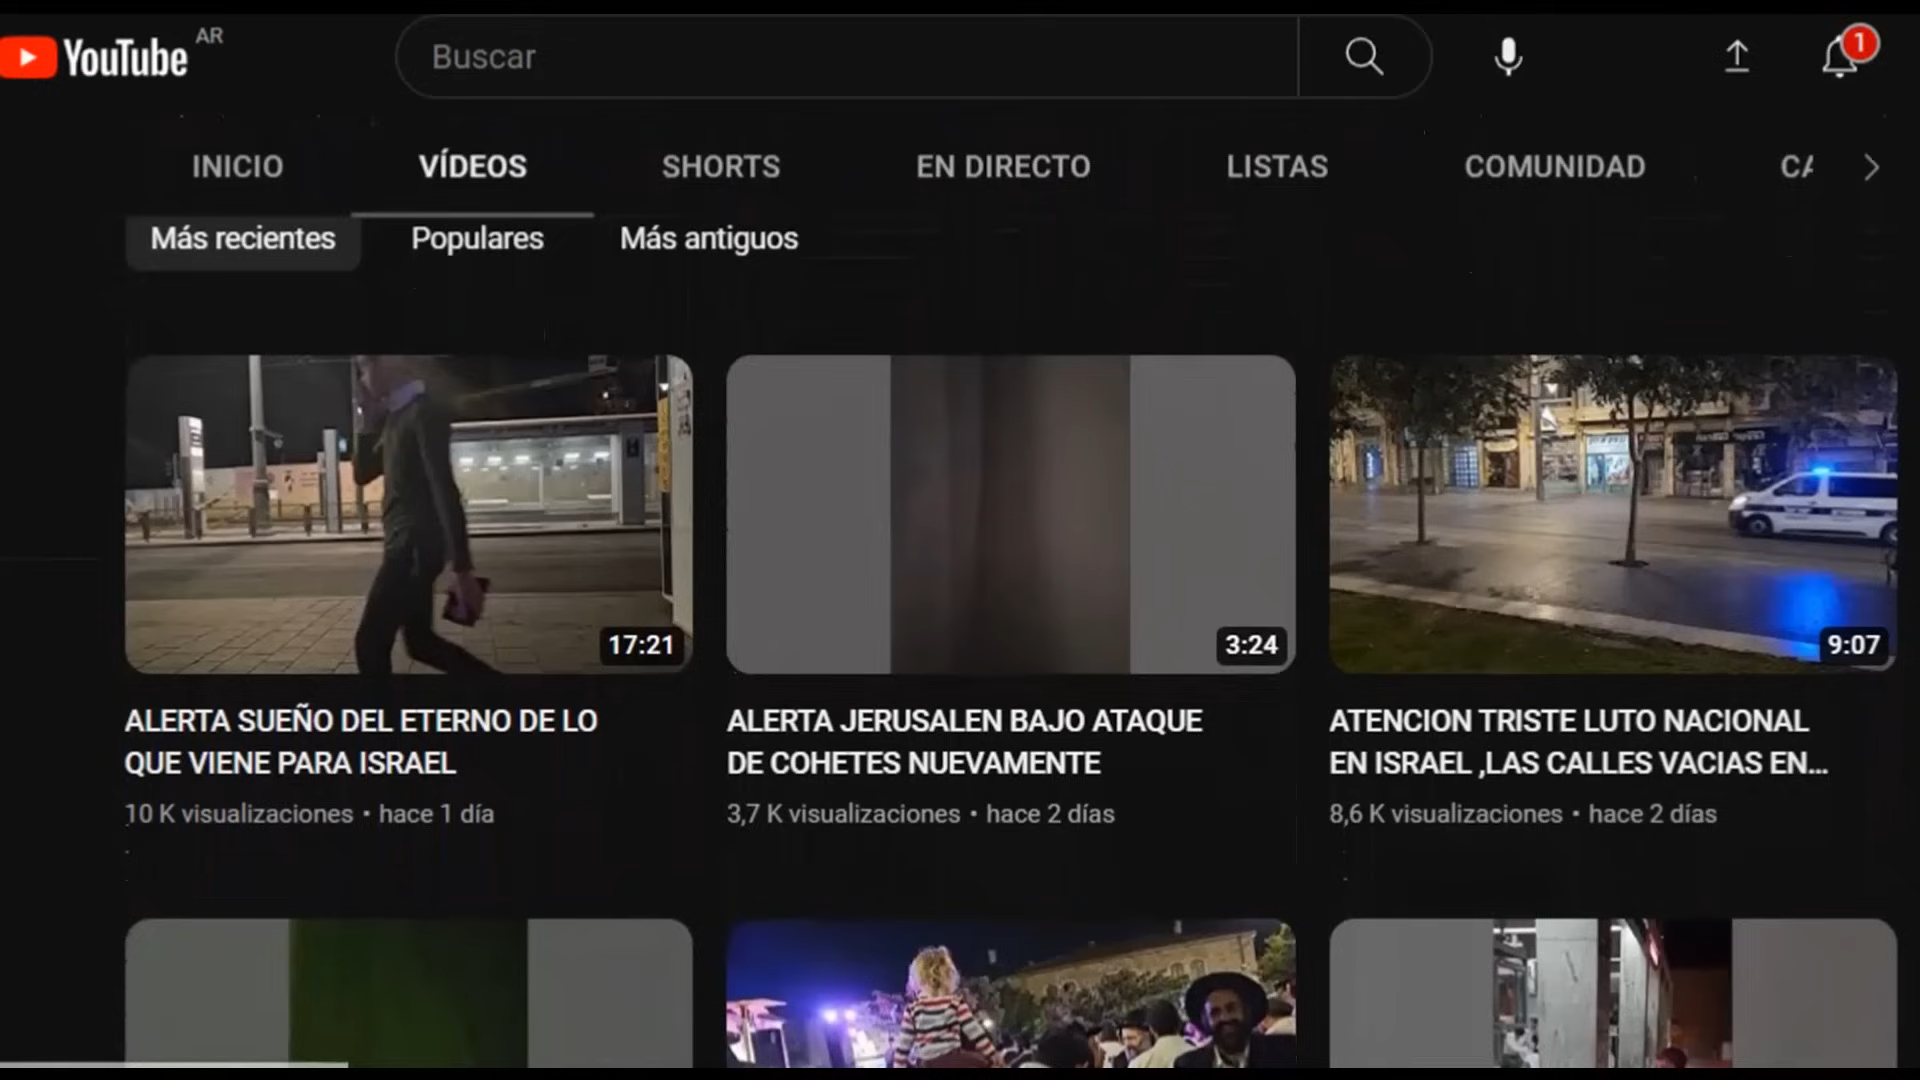 YouTube AR
Buscar
1
INICIO
VÍDEOS
SHORTS
EN DIRECTO
LISTAS
COMUNIDAD
Más recientes
Populares
Más antiguos
17:21
3:24
9:07
ALERTA SUEÑO DEL ETERNO DE LO
QUE VIENE PARA ISRAEL
10 K visualizaciones • hace 1 día
ALERTA JERUSALEN BAJO ATAQUE
DE COHETES NUEVAMENTE
3,7 K visualizaciones • hace 2 días
ATENCION TRISTE LUTO NACIONAL
EN ISRAEL ,LAS CALLES VACIAS EN...
8,6 K visualizaciones • hace 2 días